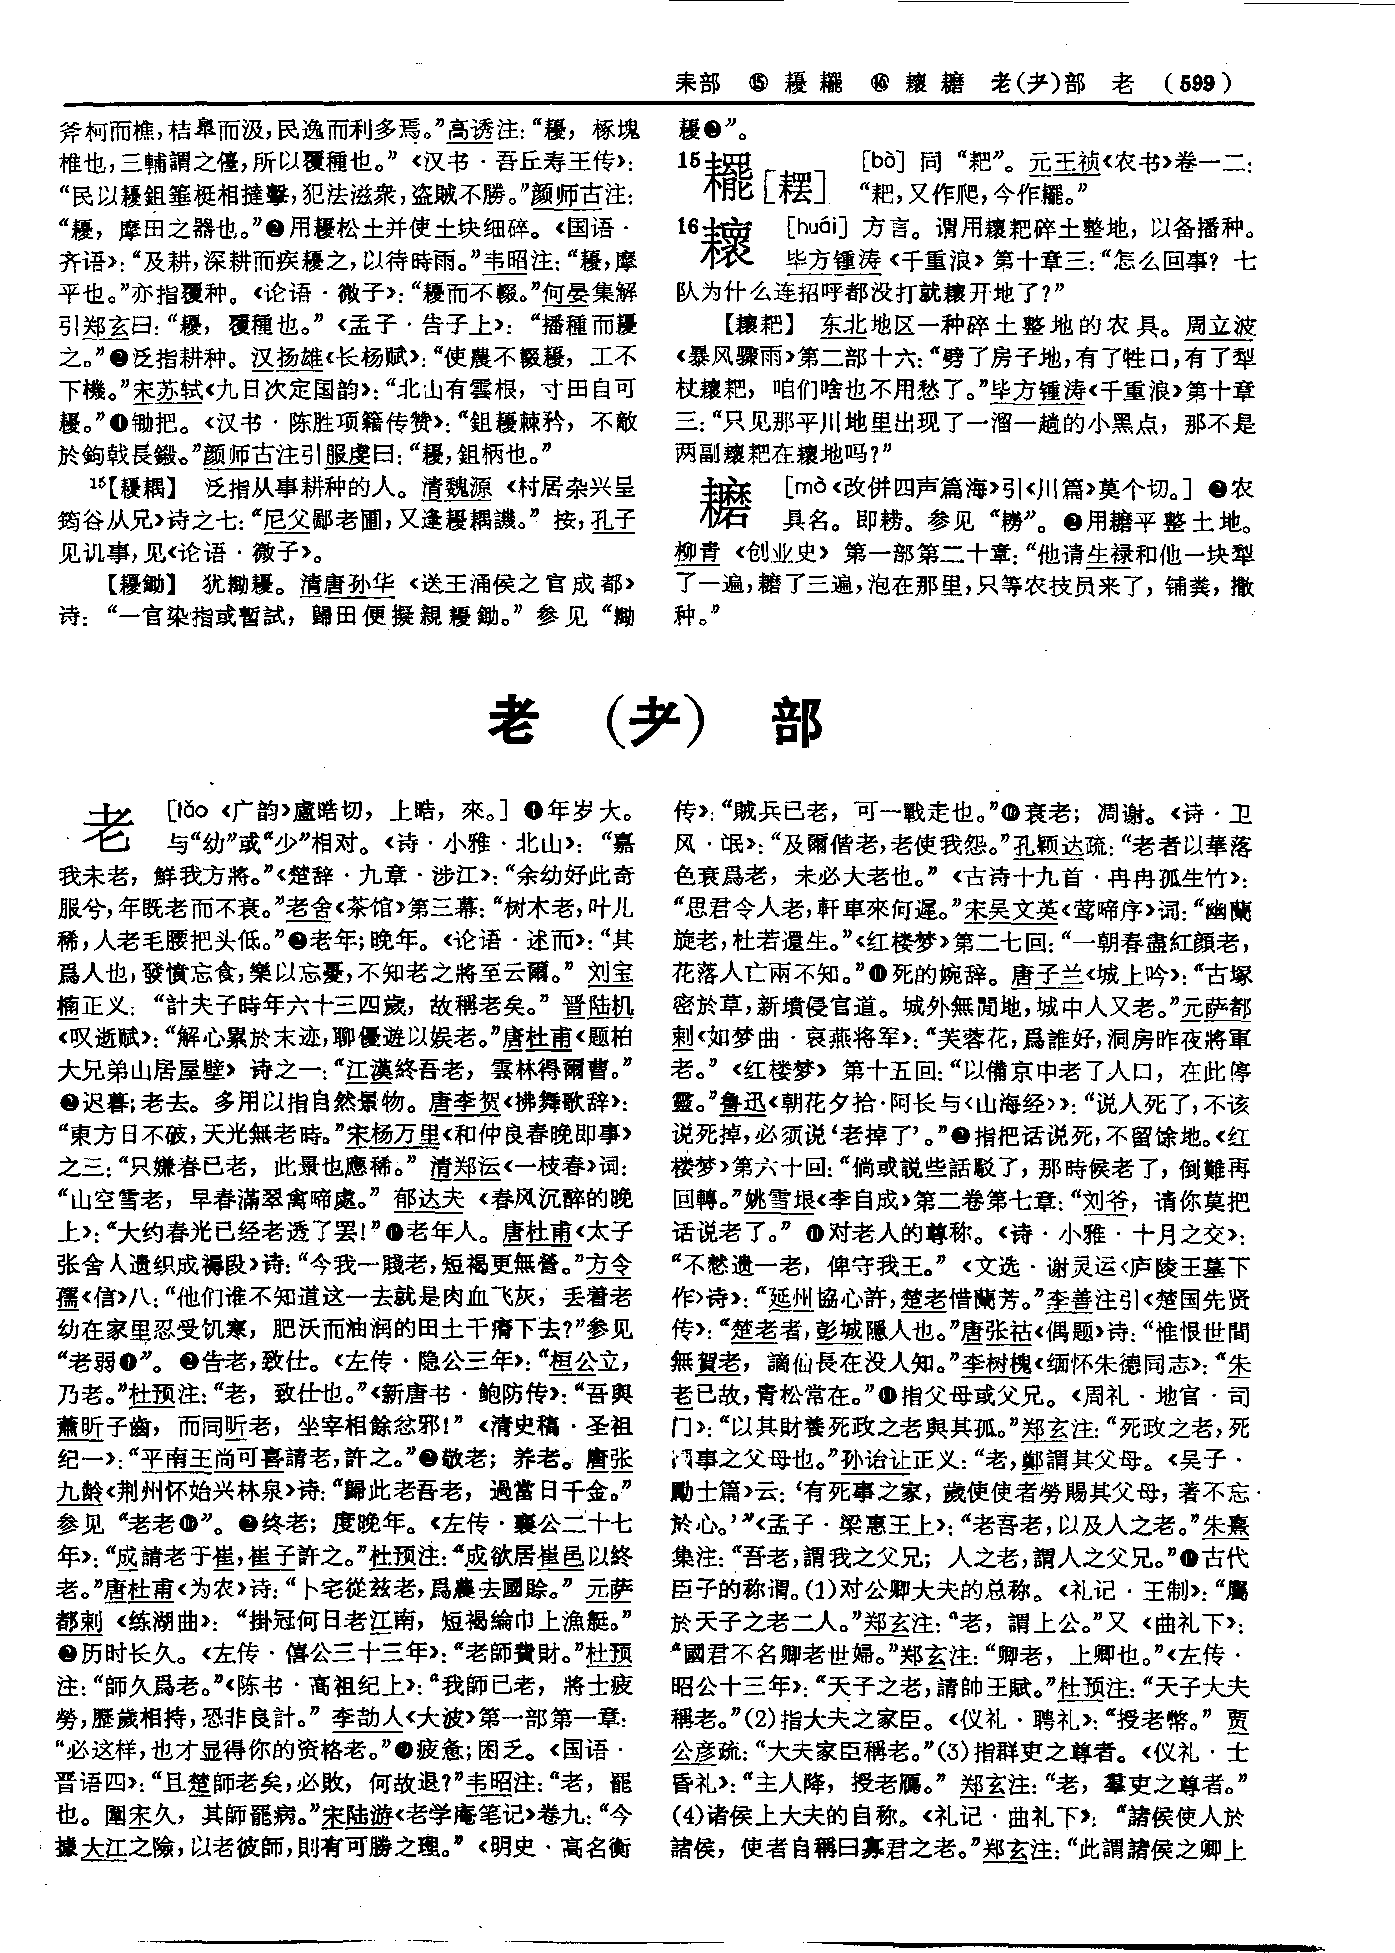 耒部 ⑮ 耰 䎱 ⑯ 耲 耱 老(耂)部 老 (599)
斧柯而樵，桔皋而汲，民逸而利多焉。”高诱注：“耰，椓塊
椎也，三輔謂之儓，所以覆種也。”《汉书·吾丘寿王传》：
“民以耰鉏箠梃相撻擊，犯法滋衆，盗賊不勝。”颜师古注：
“耰，摩田之器也。”❷用耰松土并使土块细碎。《国语·
齐语》：“及耕，深耕而疾耰之，以待時雨。”韦昭注：“耰，摩
平也。”亦指覆种。《论语·微子》：“耰而不輟。”何晏集解
引郑玄曰：“耰，覆種也。”《孟子·告子上》：“播種而耰
之。”❸泛指耕种。汉扬雄《长杨赋》：“使農不輟耰，工不
下機。”宋苏轼《九日次定国韵》：“北山有雲根，寸田自可
耰。”❹锄把。《汉书·陈胜项籍传赞》：“鉏耰棘矜，不敵
於鉤戟長鎩。”颜师古注引服虔曰：“耰，鉏柄也。”
15【耰耦】 泛指从事耕种的人。清魏源《村居杂兴呈
筠谷从兄》诗之七：“尼父鄙老圃，又逢耰耦譏。”按，孔子
见讥事，见《论语·微子》。
【耰鋤】 犹耡耰。清唐孙华《送王涌侯之官成都》
诗：“一官染指或暫試，歸田便擬親耰鋤。”参见“耡
耰❷”。
15䎱[䎬] [bà] 同“耙”。元王祯《农书》卷一二：
“耙，又作爬，今作䎱。”
16耲 [huái] 方言。谓用耲耙碎土整地，以备播种。
毕方锺涛《千重浪》第十章三：“怎么回事？七
队为什么连招呼都没打就耲开地了？”
【耲耙】 东北地区一种碎土整地的农具。周立波
《暴风骤雨》第二部十六：“劈了房子地，有了牲口，有了犁
杖耲耙，咱们啥也不用愁了。”毕方锺涛《千重浪》第十章
三：“只见那平川地里出现了一溜一趟的小黑点，那不是
两副耲耙在耲地吗？”
耱 [mò《改併四声篇海》引《川篇》莫个切。] ❶农
具名。即耢。参见“耮”。❷用耱平整土地。
柳青《创业史》第一部第二十章：“他请生禄和他一块犁
了一遍，耱了三遍，泡在那里，只等农技员来了，铺粪，撒
种。”
老 (耂) 部
老 [lǎo《广韵》盧晧切，上晧，來。] ❶年岁大。
与“幼”或“少”相对。《诗·小雅·北山》：“嘉
我未老，鮮我方將。”《楚辞·九章·涉江》：“余幼好此奇
服兮，年既老而不衰。”老舍《茶馆》第三幕：“树木老，叶儿
稀，人老毛腰把头低。”❷老年；晚年。《论语·述而》：“其
爲人也，發憤忘食，樂以忘憂，不知老之將至云爾。”刘宝
楠正义：“計夫子時年六十三四歲，故稱老矣。”晋陆机
《叹逝赋》：“解心累於末迹，聊優遊以娱老。”唐杜甫《题柏
大兄弟山居屋壁》诗之一：“江漢終吾老，雲林得爾曹。”
❸迟暮；老去。多用以指自然景物。唐李贺《拂舞歌辞》：
“東方日不破，天光無老時。”宋杨万里《和仲良春晚即事》
之三：“只嫌春已老，此景也應稀。”清郑沄《一枝春》词：
“山空雪老，早春滿翠禽啼處。”郁达夫《春风沉醉的晚
上》：“大约春光已经老透了罢！”❹老年人。唐杜甫《太子
张舍人遗织成褥段》诗：“今我一賤老，短褐更無營。”方令
孺《信》八：“他们谁不知道这一去就是肉血飞灰，丢着老
幼在家里忍受饥寒，肥沃而油润的田土干瘠下去？”参见
“老弱❶”。❺告老，致仕。《左传·隐公三年》：“桓公立，
乃老。”杜预注：“老，致仕也。”《新唐书·鲍防传》：“吾與
蕭昕子齒，而同昕老，坐宰相餘忿邪！”《清史稿·圣祖
纪一》：“平南王尚可喜請老，許之。”❻敬老；养老。唐张
九龄《荆州怀始兴林泉》诗：“歸此老吾老，過當日千金。”
参见“老老❶”。❼终老；度晚年。《左传·襄公二十七
年》：“成請老于崔，崔子許之。”杜预注：“成欲居崔邑以終
老。”唐杜甫《为农》诗：“卜宅從兹老，爲農去國賒。”元萨
都剌《练湖曲》：“掛冠何日老江南，短褐綸巾上漁艇。”
❽历时长久。《左传·僖公三十三年》：“老師費財。”杜预
注：“師久爲老。”《陈书·高祖纪上》：“我師已老，將士疲
勞，歷歲相持，恐非良計。”李劼人《大波》第一部第一章：
“必这样，也才显得你的资格老。”❾疲惫；困乏。《国语·
晋语四》：“且楚師老矣，必敗，何故退？”韦昭注：“老，罷
也。圍宋久，其師罷病。”宋陆游《老学庵笔记》卷九：“今
據大江之險，以老彼師，則有可勝之理。”《明史·高名衡
传》：“賊兵已老，可一戰走也。”❿衰老；凋谢。《诗·卫
风·氓》：“及爾偕老，老使我怨。”孔颖达疏：“老者以華落
色衰爲老，未必大老也。”《古诗十九首·冉冉孤生竹》：
“思君令人老，軒車來何遲。”宋吴文英《莺啼序》词：“幽蘭
旋老，杜若還生。”《红楼梦》第二七回：“一朝春盡紅顔老，
花落人亡兩不知。”⓫死的婉辞。唐子兰《城上吟》：“古塚
密於草，新墳侵官道。城外無閒地，城中人又老。”元萨都
剌《如梦曲·哀燕将军》：“芙蓉花，爲誰好，洞房昨夜將軍
老。”《红楼梦》第十五回：“以備京中老了人口，在此停
靈。”鲁迅《朝花夕拾·阿长与〈山海经〉》：“说人死了，不该
说死掉，必须说‘老掉了’。”⓬指把话说死，不留馀地。《红
楼梦》第六十回：“倘或説些話駁了，那時候老了，倒難再
回轉。”姚雪垠《李自成》第二卷第七章：“刘爷，请你莫把
话说老了。”⓭对老人的尊称。《诗·小雅·十月之交》：
“不憖遺一老，俾守我王。”《文选·谢灵运〈庐陵王墓下
作〉诗》：“延州協心許，楚老惜蘭芳。”李善注引《楚国先贤
传》：“楚老者，彭城隱人也。”唐张祜《偶题》诗：“惟恨世間
無賀老，謫仙長在没人知。”李树槐《缅怀朱德同志》：“朱
老已故，青松常在。”⓮指父母或父兄。《周礼·地官·司
门》：“以其財養死政之老與其孤。”郑玄注：“死政之老，死
國事之父母也。”孙诒让正义：“老，鄭謂其父母。《吴子·
勵士篇》云：‘有死事之家，歲使使者勞賜其父母，著不忘
於心。’”《孟子·梁惠王上》：“老吾老，以及人之老。”朱熹
集注：“吾老，謂我之父兄；人之老，謂人之父兄。”⓯古代
臣子的称谓。(1)对公卿大夫的总称。《礼记·王制》：“屬
於天子之老二人。”郑玄注：“老，謂上公。”又《曲礼下》：
“國君不名卿老世婦。”郑玄注：“卿老，上卿也。”《左传·
昭公十三年》：“天子之老，請帥王賦。”杜预注：“天子大夫
稱老。”(2)指大夫之家臣。《仪礼·聘礼》：“授老幣。”贾
公彦疏：“大夫家臣稱老。”(3)指群吏之尊者。《仪礼·士
昏礼》：“主人降，授老鴈。”郑玄注：“老，羣吏之尊者。”
(4)诸侯上大夫的自称。《礼记·曲礼下》：“諸侯使人於
諸侯，使者自稱曰寡君之老。”郑玄注：“此謂諸侯之卿上